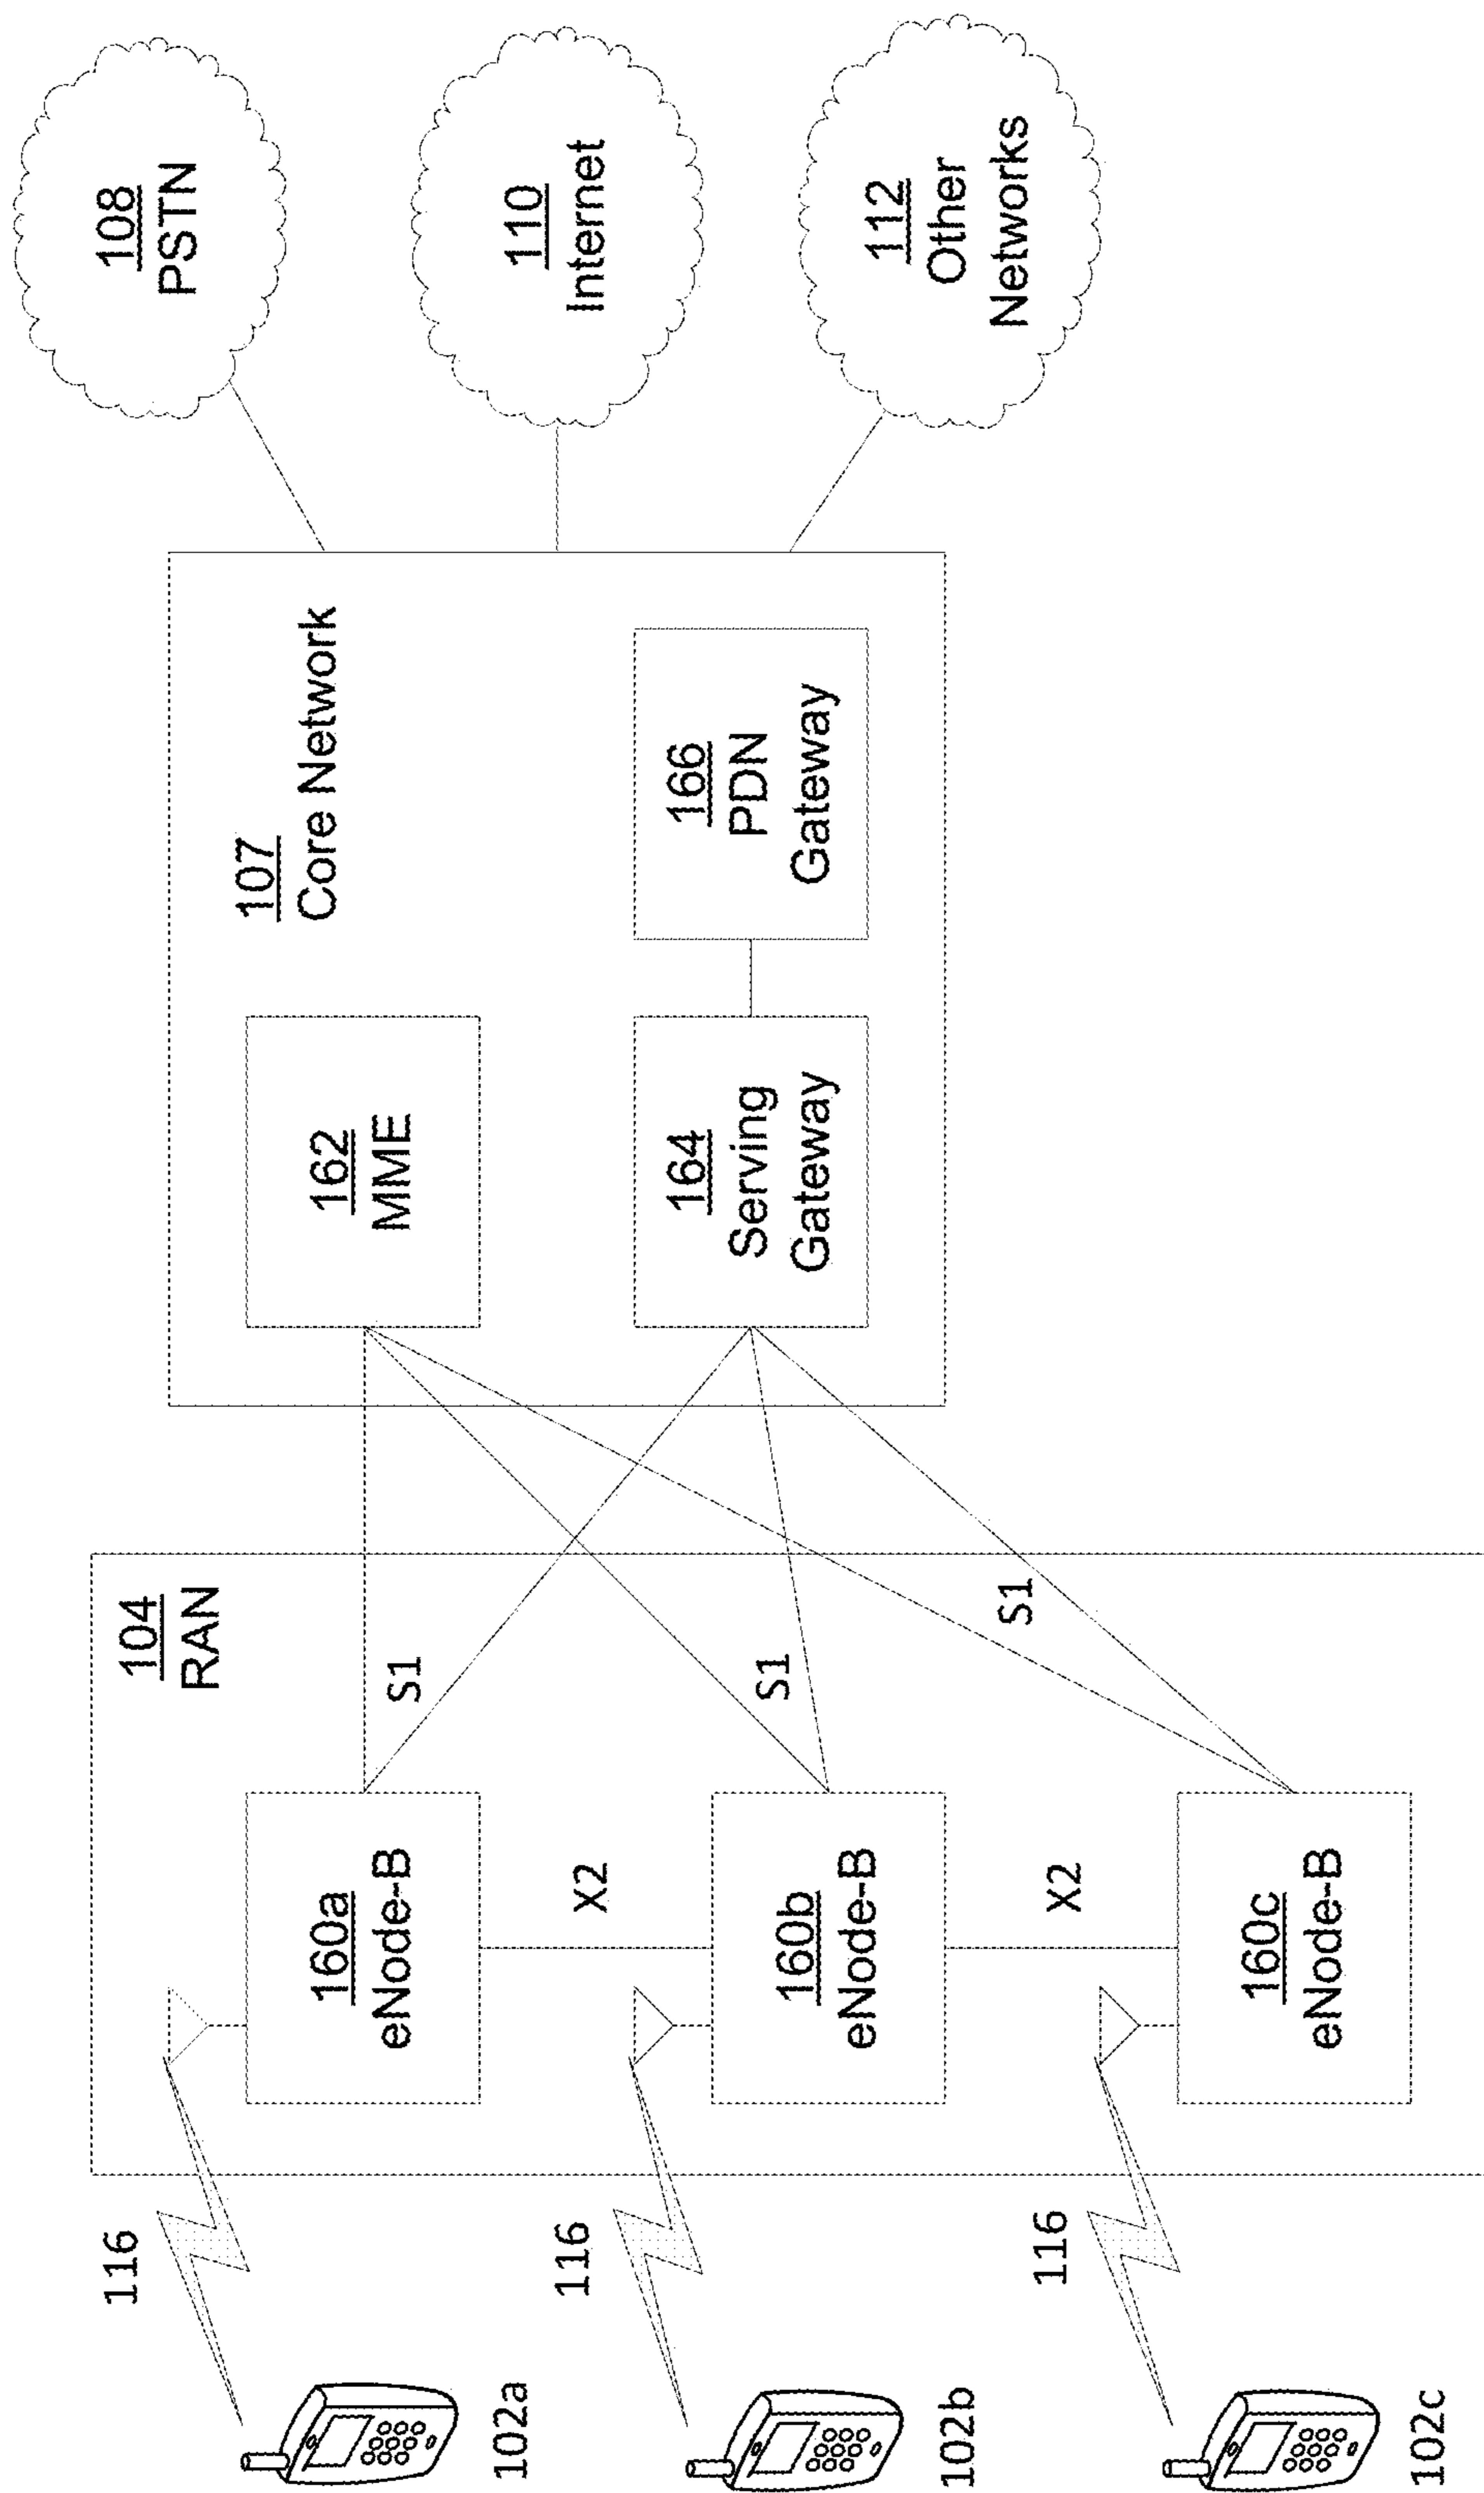 116
102a
116
102b
116
102c
104
RAN
160a
eNode-B
X2
160b
eNode-B
X2
160c
eNode-B
S1
S1
S1
107
Core Network
162
MME
164
Serving
Gateway
166
PDN
Gateway
108
PSTN
110
Internet
112
Other
Networks